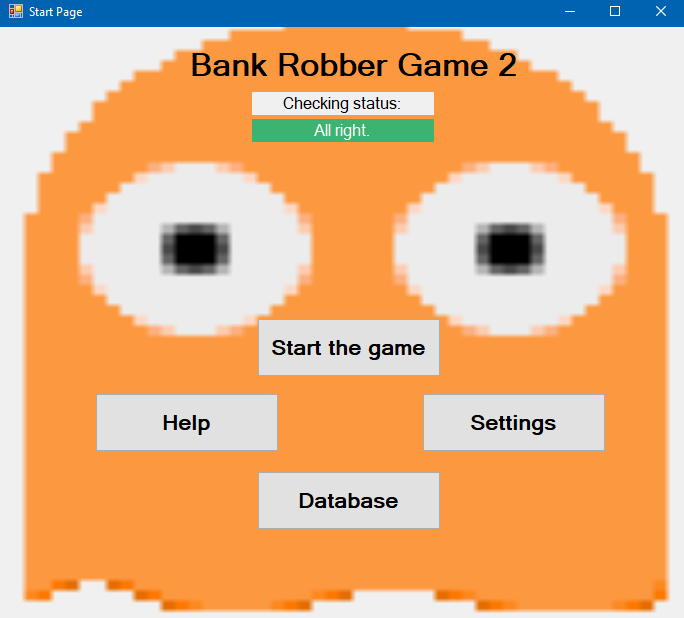 Start Page
Bank Robber Game 2
Checking status:
All right.
Start the game
Help
Settings
Database